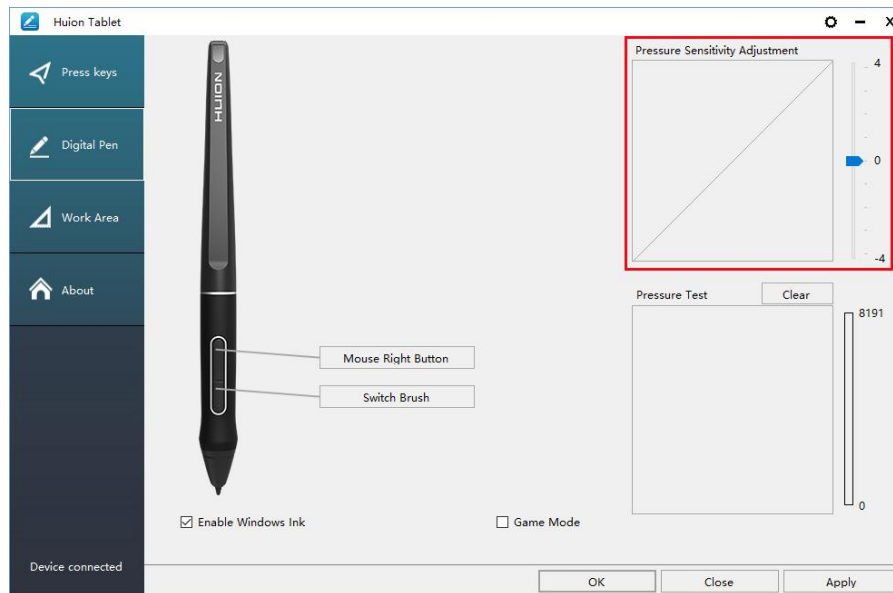 Huion Tablet
Press keys
Digital Pen
Work Area
About
Device connected
HUION
Mouse Right Button
Switch Brush
Enable Windows Ink
Game Mode
Pressure Sensitivity Adjustment
4
0
-4
Pressure Test
Clear
8191
0
OK
Close
Apply